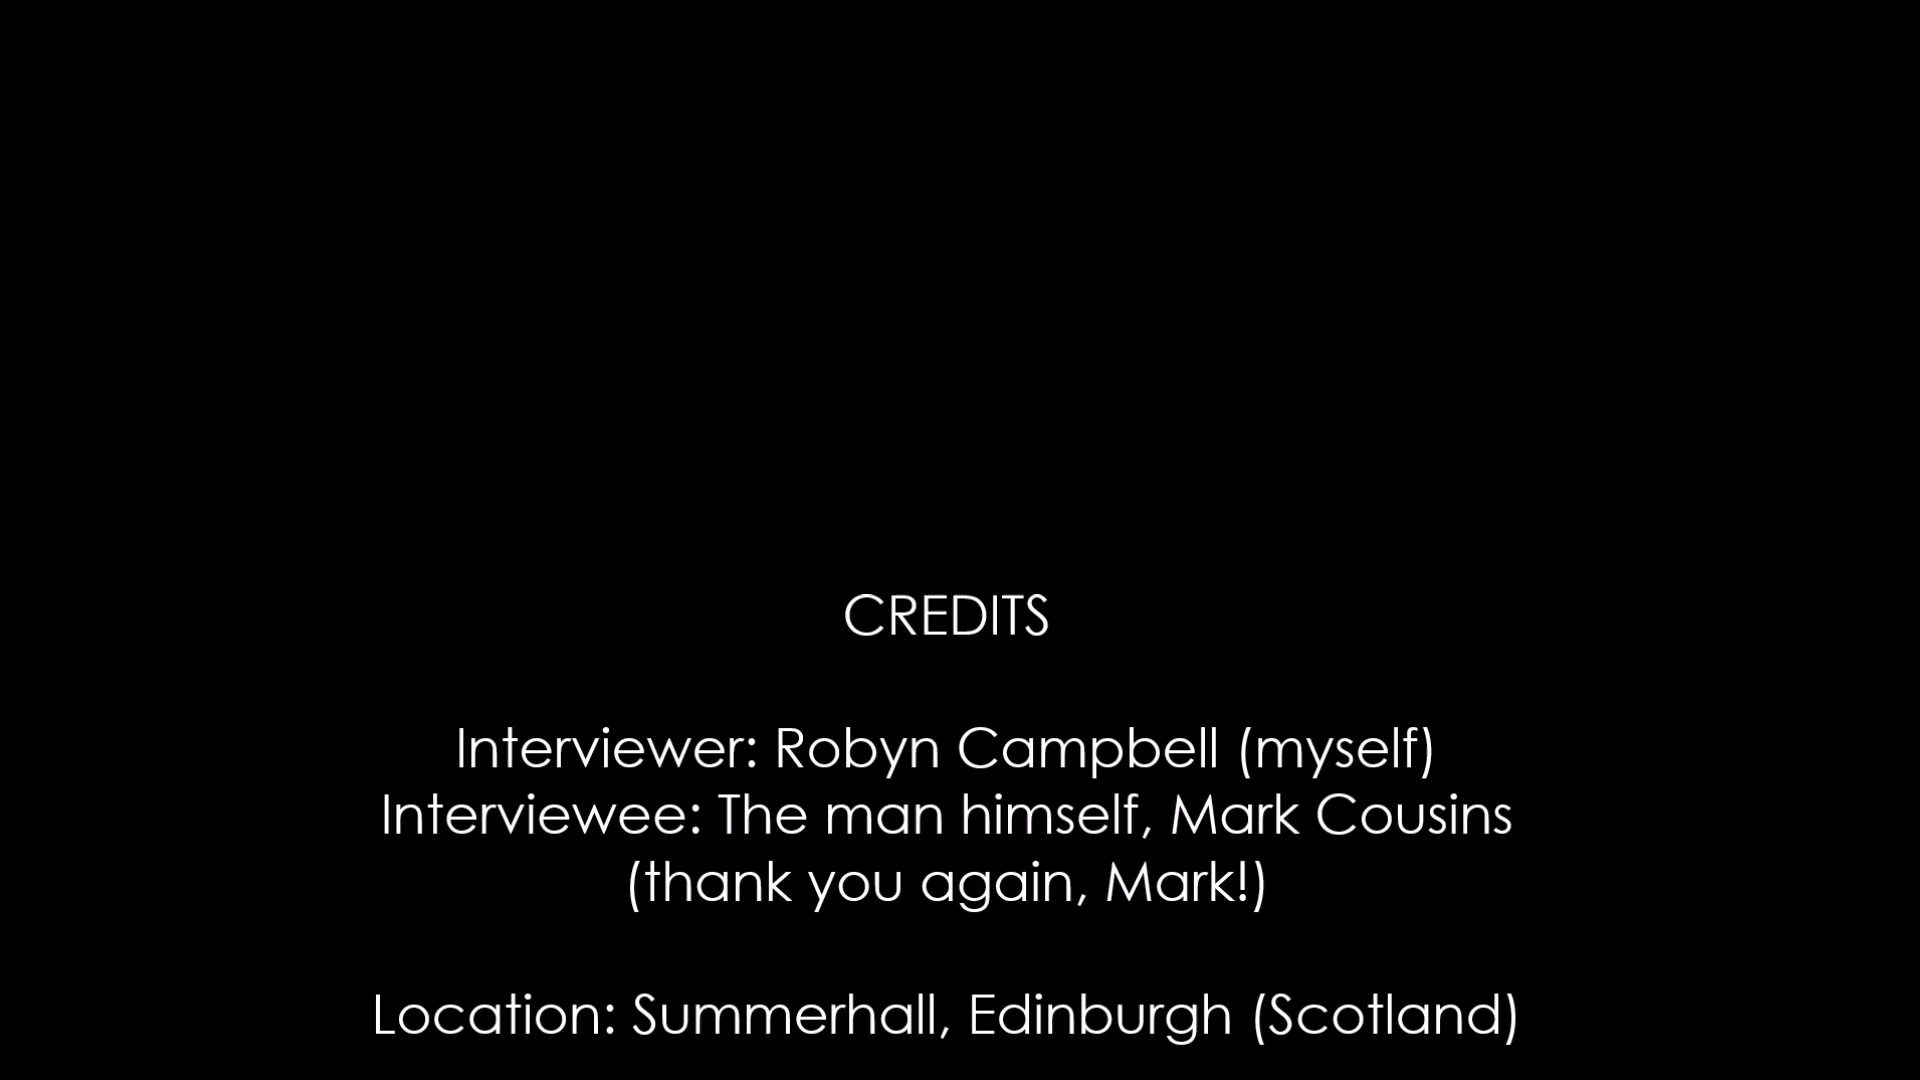 CREDITS
Interviewer: Robyn Campbell (myself)
Interviewee: The man himself, Mark Cousins
(thank you again, Mark!)
Location: Summerhall, Edinburgh (Scotland)